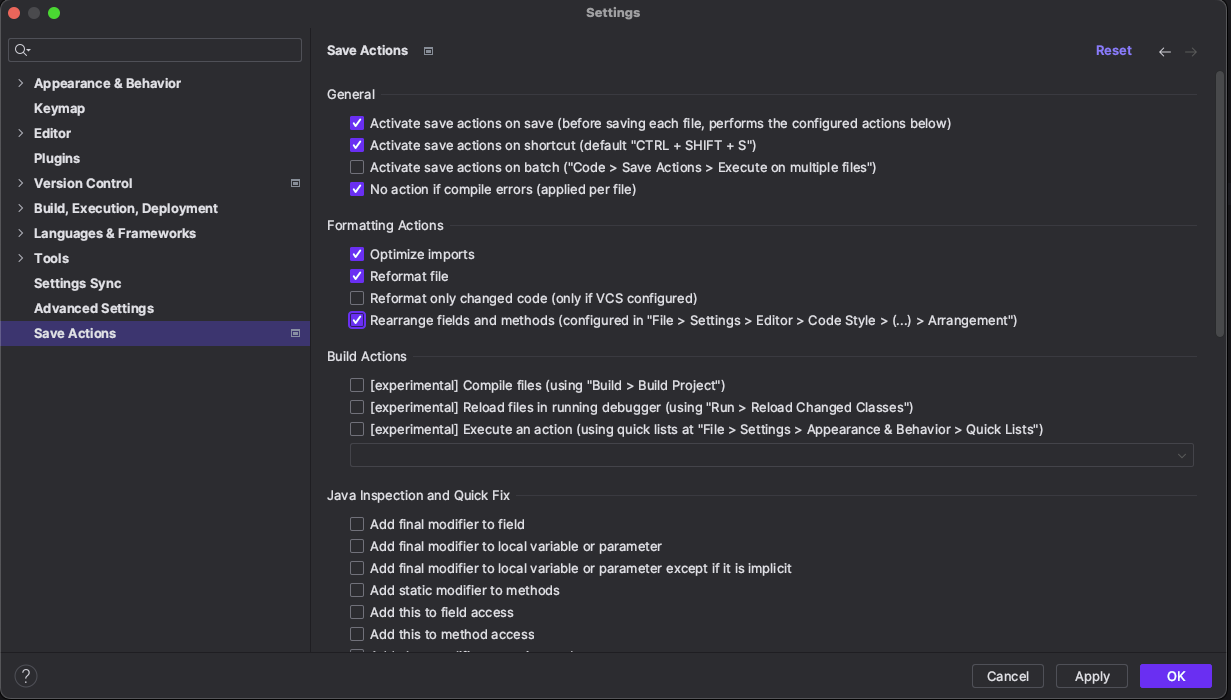 Settings
Appearance & Behavior
Keymap
Editor
Plugins
Version Control
Build, Execution, Deployment
Languages & Frameworks
Tools
Settings Sync
Advanced Settings
Save Actions
Save Actions
Reset
General
Activate save actions on save (before saving each file, performs the configured actions below)
Activate save actions on shortcut (default "CTRL + SHIFT + S")
Activate save actions on batch ("Code > Save Actions > Execute on multiple files")
No action if compile errors (applied per file)
Formatting Actions
Optimize imports
Reformat file
Reformat only changed code (only if VCS configured)
Rearrange fields and methods (configured in "File > Settings > Editor > Code Style > (...) > Arrangement")
Build Actions
[experimental] Compile files (using "Build > Build Project")
[experimental] Reload files in running debugger (using "Run > Reload Changed Classes")
[experimental] Execute an action (using quick lists at "File > Settings > Appearance & Behavior > Quick Lists")
Java Inspection and Quick Fix
Add final modifier to field
Add final modifier to local variable or parameter
Add final modifier to local variable or parameter except if it is implicit
Add static modifier to methods
Add this to field access
Add this to method access
?
Cancel
Apply
OK